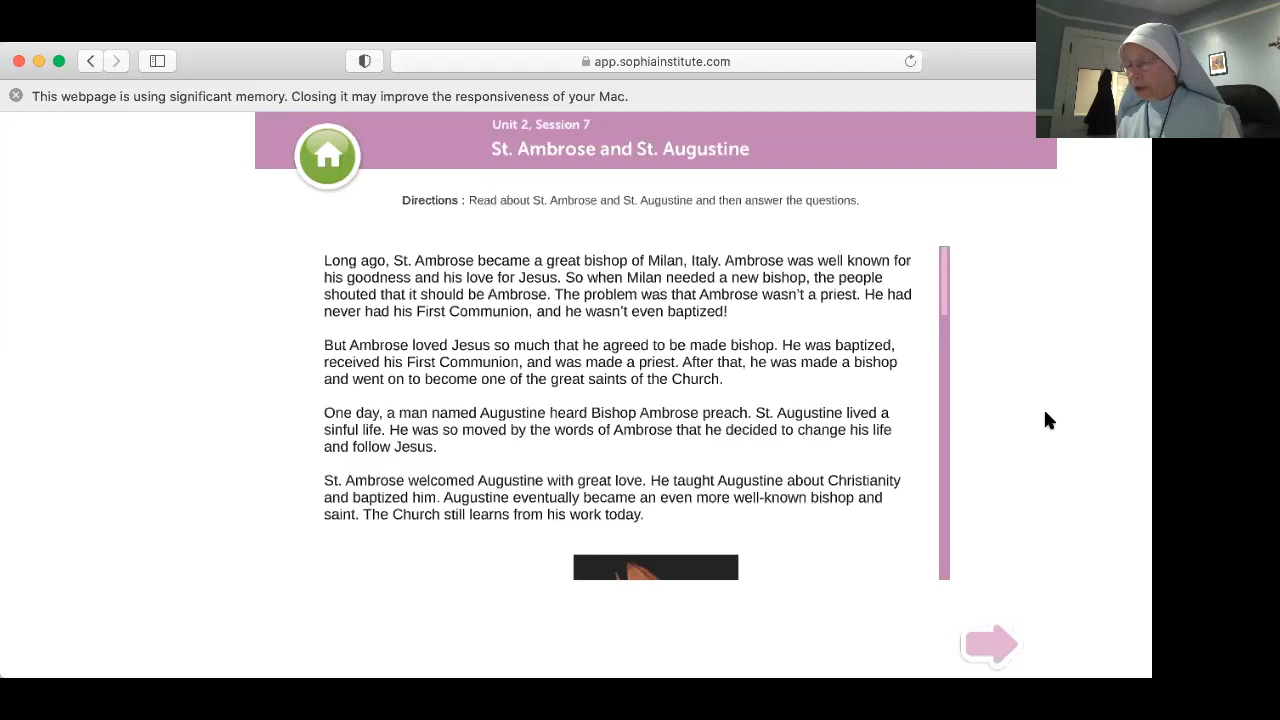 app.sophiainstitute.com
This webpage is using significant memory. Closing it may improve the responsiveness of your Mac.
Unit 2, Session 7
St. Ambrose and St. Augustine
Directions : Read about St. Ambrose and St. Augustine and then answer the questions.
Long ago, St. Ambrose became a great bishop of Milan, Italy. Ambrose was well known for
his goodness and his love for Jesus. So when Milan needed a new bishop, the people
shouted that it should be Ambrose. The problem was that Ambrose wasn't a priest. He had
never had his First Communion, and he wasn't even baptized!
But Ambrose loved Jesus so much that he agreed to be made bishop. He was baptized,
received his First Communion, and was made a priest. After that, he was made a bishop
and went on to become one of the great saints of the Church.
One day, a man named Augustine heard Bishop Ambrose preach. St. Augustine lived a
sinful life. He was so moved by the words of Ambrose that he decided to change his life
and follow Jesus.
St. Ambrose welcomed Augustine with great love. He taught Augustine about Christianity
and baptized him. Augustine eventually became an even more well-known bishop and
saint. The Church still learns from his work today.